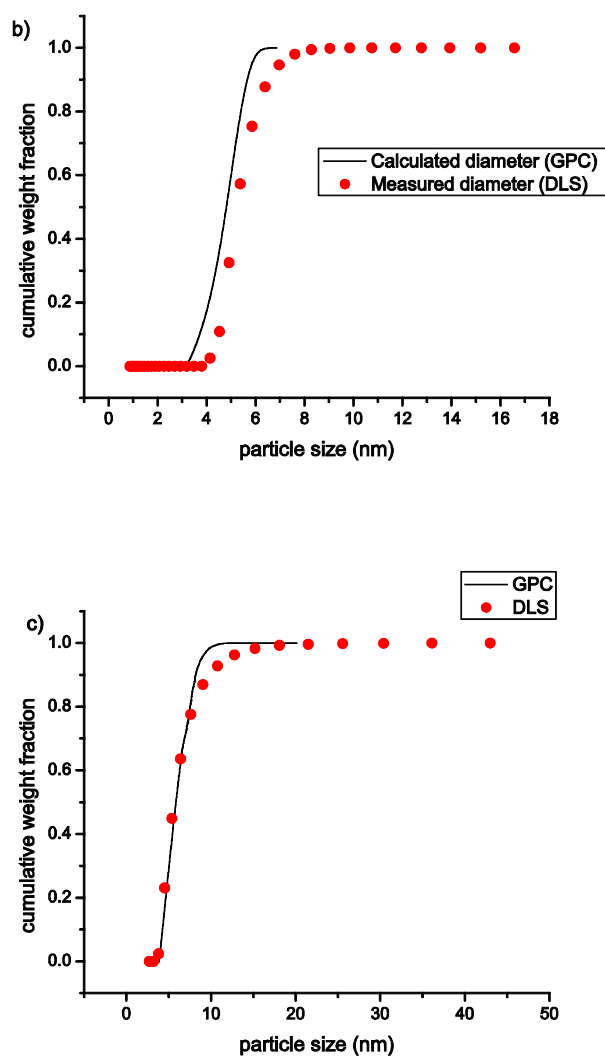 b)
1.0
0.8
0.6
0.4
0.2
0.0
cumulative weight fraction
Calculated diameter (GPC)
Measured diameter (DLS)
0 2 4 6 8 10 12 14 16 18
particle size (nm)
GPC
DLS
c)
1.0
0.8
0.6
0.4
0.2
0.0
cumulative weight fraction
0 10 20 30 40 50
particle size (nm)